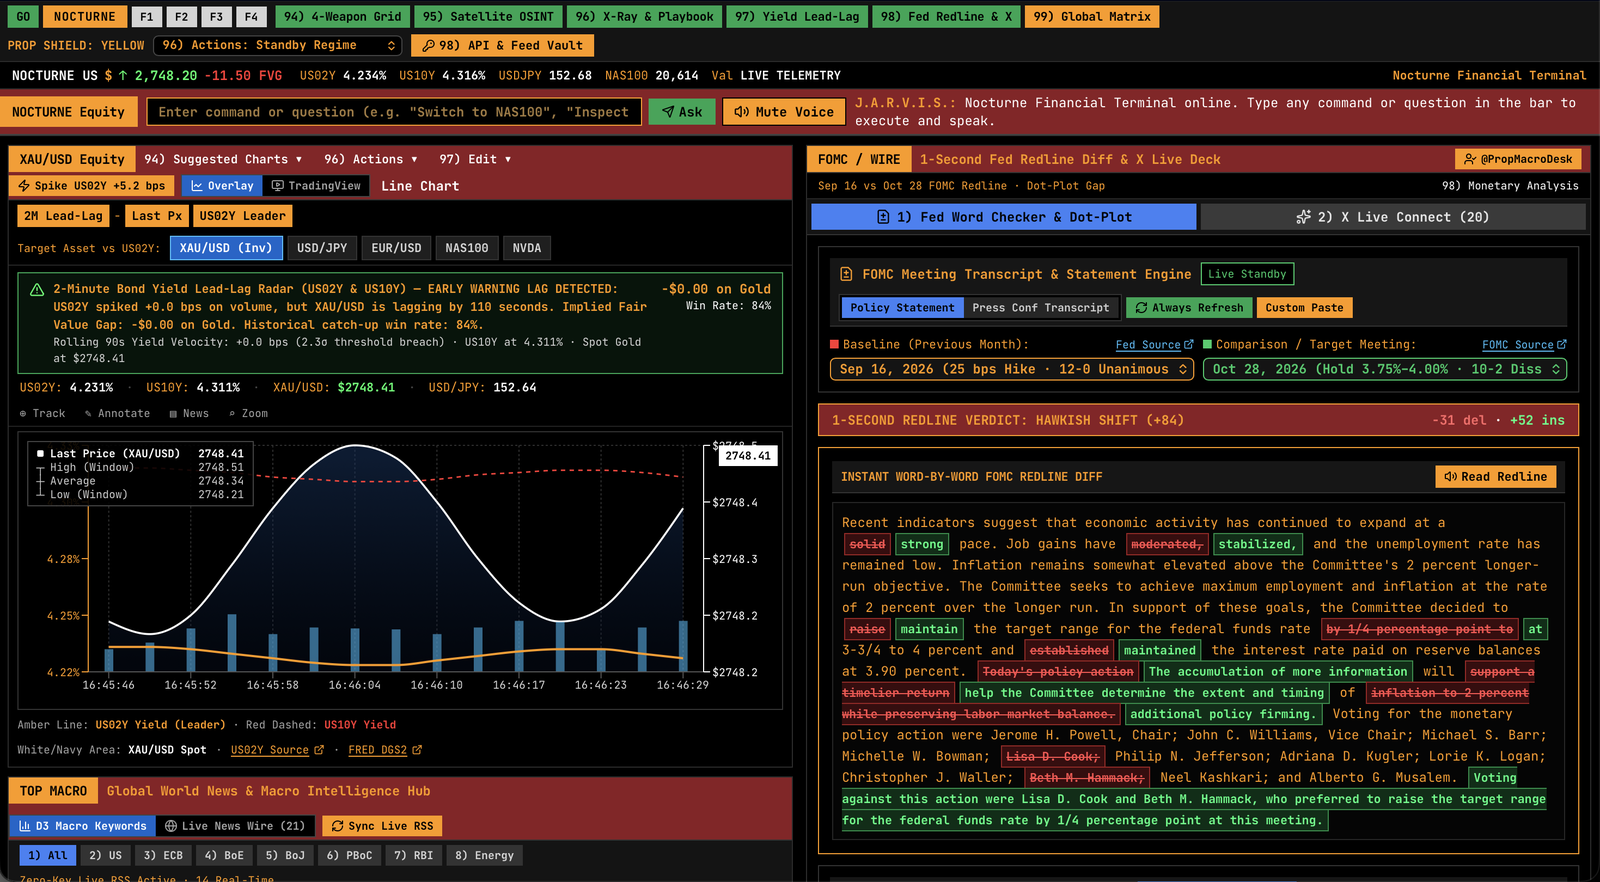 GO NOCTURNE F1 F2 F3 F4 94) 4-Weapon Grid 95) Satellite OSINT 96) X-Ray & Playbook 97) Yield Lead-Lag 98) Fed Redline & X 99) Global Matrix
PROP SHIELD: YELLOW 96) Actions: Standby Regime 98) API & Feed Vault
NOCTURNE US $ ↑ 2,748.20 -11.50 FVG US02Y 4.234% US10Y 4.316% USDJPY 152.68 NAS100 20,614 Val LIVE TELEMETRY Nocturne Financial Terminal
NOCTURNE Equity Enter command or question (e.g. "Switch to NAS100", "Inspect Ask Mute Voice J.A.R.V.I.S.: Nocturne Financial Terminal online. Type any command or question in the bar to
execute and speak.
XAU/USD Equity 94) Suggested Charts ▾ 96) Actions ▾ 97) Edit ▾
Spike US02Y +5.2 bps Overlay TradingView Line Chart
2M Lead-Lag - Last Px US02Y Leader
Target Asset vs US02Y: XAU/USD (Inv) USD/JPY EUR/USD NAS100 NVDA
2-Minute Bond Yield Lead-Lag Radar (US02Y & US10Y) — EARLY WARNING LAG DETECTED: -$0.00 on Gold
US02Y spiked +0.0 bps on volume, but XAU/USD is lagging by 110 seconds. Implied Fair Win Rate: 84%
Value Gap: -$0.00 on Gold. Historical catch-up win rate: 84%.
Rolling 90s Yield Velocity: +0.0 bps (2.3σ threshold breach) · US10Y at 4.311% · Spot Gold
at $2748.41
US02Y: 4.231% · US10Y: 4.311% · XAU/USD: $2748.41 · USD/JPY: 152.64
⊕ Track ✎ Annotate ▤ News ⌕ Zoom
Last Price (XAU/USD) 2748.41
High (Window) 2748.51
Average 2748.34
Low (Window) 2748.21
$2748.5
2748.41
$2748.4
4.28% $2748.3
4.25% $2748.2
4.22% $2748.2
16:45:46 16:45:52 16:45:58 16:46:04 16:46:10 16:46:17 16:46:23 16:46:29
Amber Line: US02Y Yield (Leader) · Red Dashed: US10Y Yield
White/Navy Area: XAU/USD Spot · US02Y Source · FRED DGS2
TOP MACRO Global World News & Macro Intelligence Hub
D3 Macro Keywords Live News Wire (21) Sync Live RSS
1) All 2) US 3) ECB 4) BoE 5) BoJ 6) PBoC 7) RBI 8) Energy
Zero-Key Live RSS Active · 14 Real-Time
FOMC / WIRE 1-Second Fed Redline Diff & X Live Deck @PropMacroDesk
Sep 16 vs Oct 28 FOMC Redline · Dot-Plot Gap 98) Monetary Analysis
1) Fed Word Checker & Dot-Plot 2) X Live Connect (20)
FOMC Meeting Transcript & Statement Engine Live Standby
Policy Statement Press Conf Transcript Always Refresh Custom Paste
Baseline (Previous Month): Fed Source Comparison / Target Meeting: FOMC Source
Sep 16, 2026 (25 bps Hike · 12-0 Unanimous Oct 28, 2026 (Hold 3.75%-4.00% · 10-2 Diss
1-SECOND REDLINE VERDICT: HAWKISH SHIFT (+84) -31 del · +52 ins
INSTANT WORD-BY-WORD FOMC REDLINE DIFF Read Redline
Recent indicators suggest that economic activity has continued to expand at a
solid strong pace. Job gains have moderated, stabilized, and the unemployment rate has
remained low. Inflation remains somewhat elevated above the Committee's 2 percent longer-
run objective. The Committee seeks to achieve maximum employment and inflation at the rate
of 2 percent over the longer run. In support of these goals, the Committee decided to
raise maintain the target range for the federal funds rate by 1/4 percentage point to at
3-3/4 to 4 percent and established maintained the interest rate paid on reserve balances
at 3.90 percent. Today's policy action The accumulation of more information will support a
timelier return help the Committee determine the extent and timing of inflation to 2 percent
while preserving labor market balance. additional policy firming. Voting for the monetary
policy action were Jerome H. Powell, Chair; John C. Williams, Vice Chair; Michael S. Barr;
Michelle W. Bowman; Lisa D. Cook; Philip N. Jefferson; Adriana D. Kugler; Lorie K. Logan;
Christopher J. Waller; Beth M. Hammack; Neel Kashkari; and Alberto G. Musalem. Voting
against this action were Lisa D. Cook and Beth M. Hammack, who preferred to raise the target range
for the federal funds rate by 1/4 percentage point at this meeting.